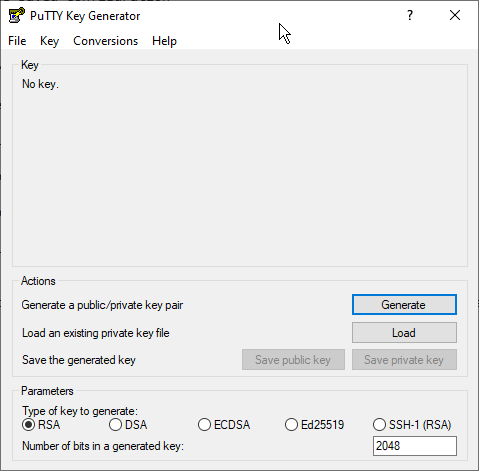 PuTTY Key Generator ?
File Key Conversions Help
Key
No key.
Actions
Generate a public/private key pair Generate
Load an existing private key file Load
Save the generated key Save public key Save private key
Parameters
Type of key to generate:
RSA DSA ECDSA Ed25519 SSH-1 (RSA)
Number of bits in a generated key: 2048